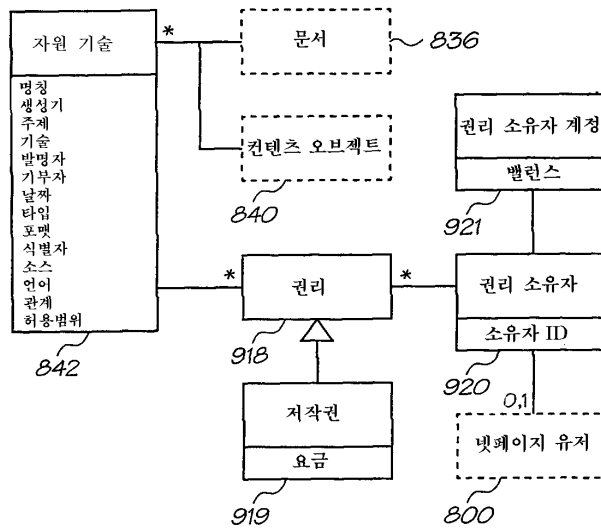 자원 기술
*
문서
836
명칭
생성기
주제
기술
발명자
기부자
날짜
타입
포맷
식별자
소스
언어
관계
허용범위
842
컨텐츠 오브젝트
840
권리 소유자 계정
밸런스
921
*
권리
918
*
권리 소유자
소유자 ID
920
저작권
요금
919
0,1
넷페이지 유저
800